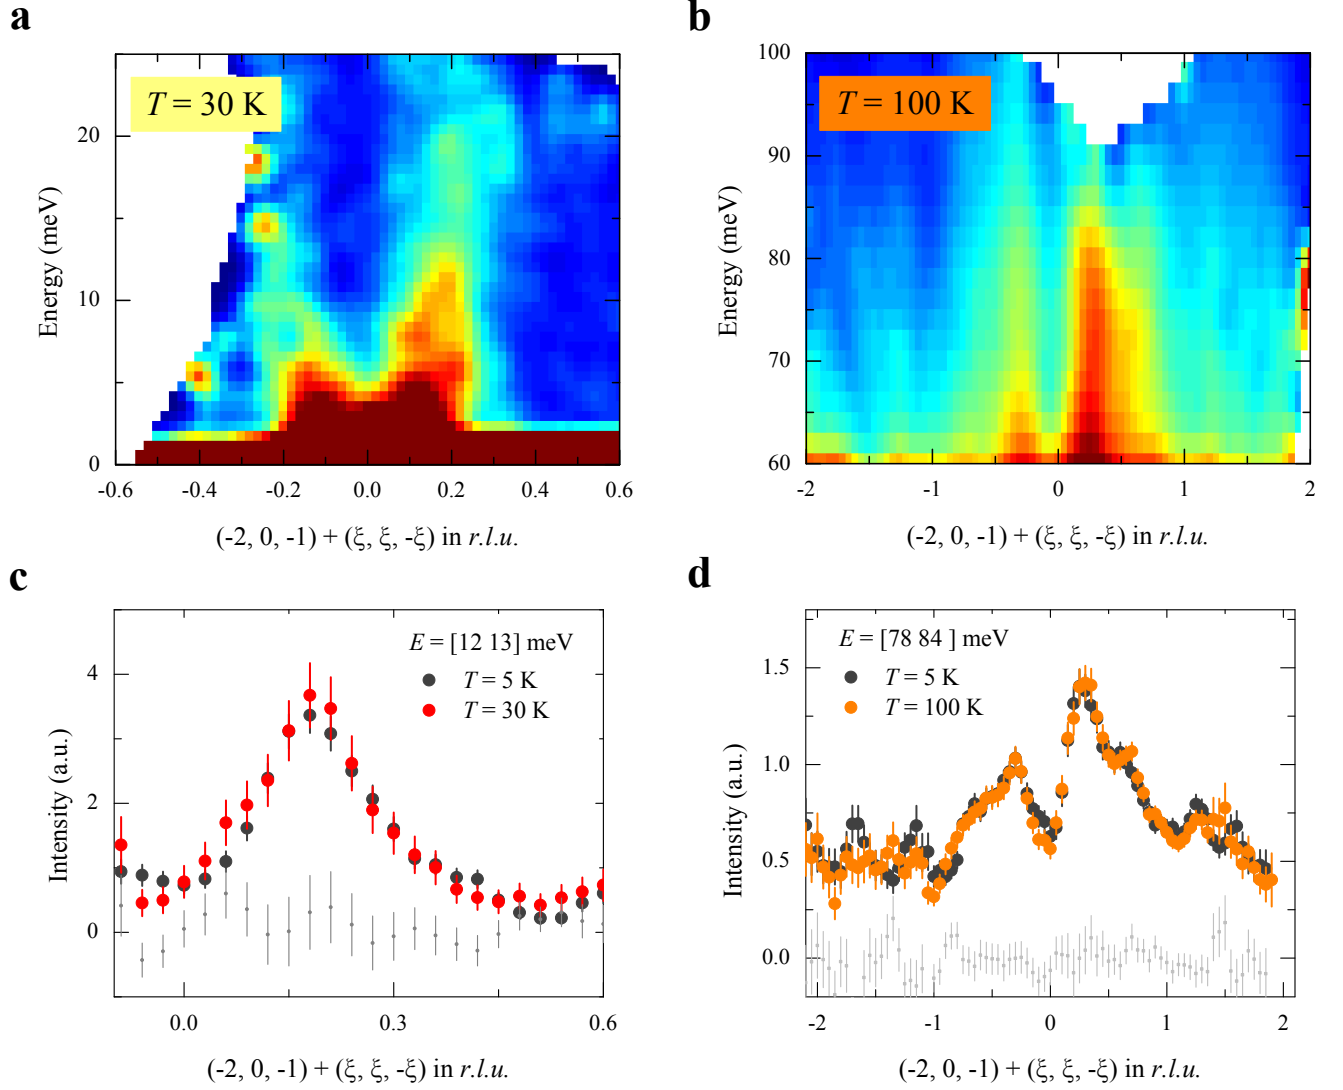 a
T = 30 K
20
10
0
Energy (meV)
-0.6 -0.4 -0.2 0.0 0.2 0.4 0.6
(-2, 0, -1) + (ξ, ξ, -ξ) in r.l.u.
b
T = 100 K
100
90
80
70
60
Energy (meV)
-2 -1 0 1 2
(-2, 0, -1) + (ξ, ξ, -ξ) in r.l.u.
c
E = [12 13] meV
T = 5 K
T = 30 K
4
2
0
Intensity (a.u.)
0.0 0.3 0.6
(-2, 0, -1) + (ξ, ξ, -ξ) in r.l.u.
d
E = [78 84 ] meV
T = 5 K
T = 100 K
1.5
1.0
0.5
0.0
Intensity (a.u.)
-2 -1 0 1 2
(-2, 0, -1) + (ξ, ξ, -ξ) in r.l.u.